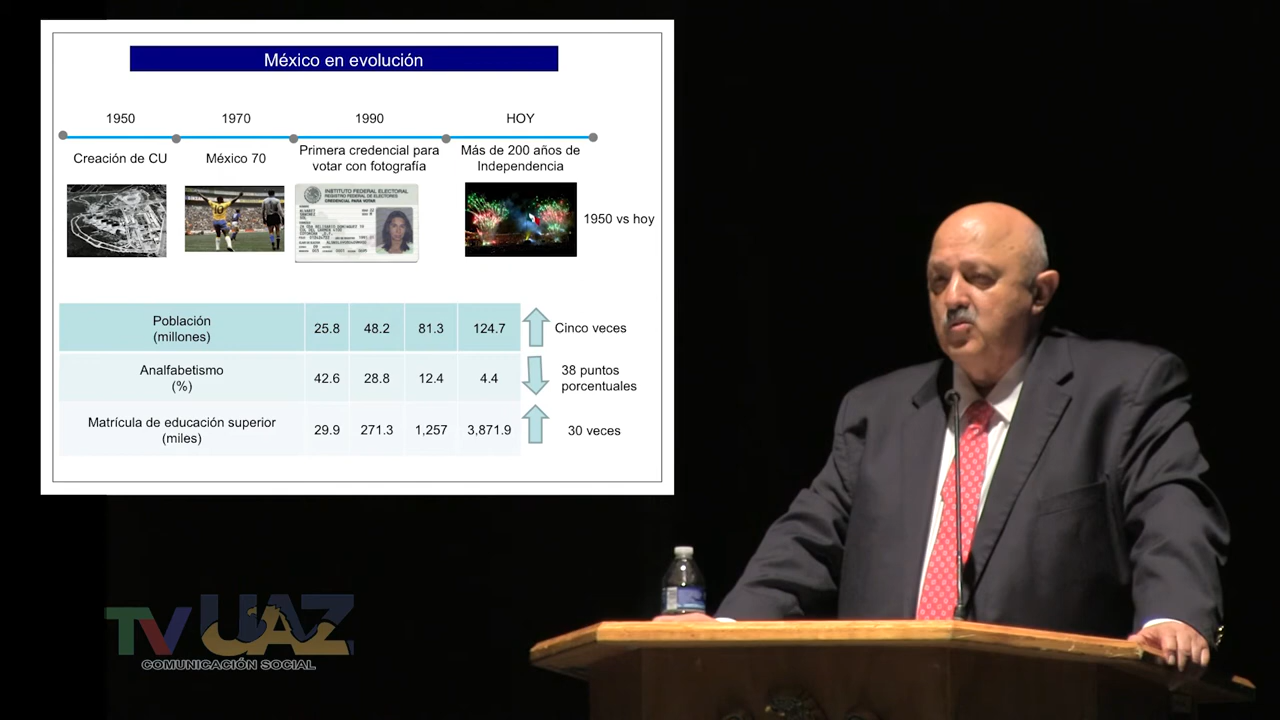 México en evolución
1950 1970 1990 HOY
Creación de CU
México 70
Primera credencial para
votar con fotografía
Más de 200 años de
Independencia
INSTITUTO FEDERAL ELECTORAL
REGISTRO FEDERAL DE ELECTORES
CREDENCIAL PARA VOTAR
1950 vs hoy
Población
(millones)
25.8 48.2 81.3 124.7
Cinco veces
Analfabetismo
(%)
42.6 28.8 12.4 4.4
38 puntos
porcentuales
Matrícula de educación superior
(miles)
29.9 271.3 1,257 3,871.9
30 veces
TV UAZ
COMUNICACIÓN SOCIAL